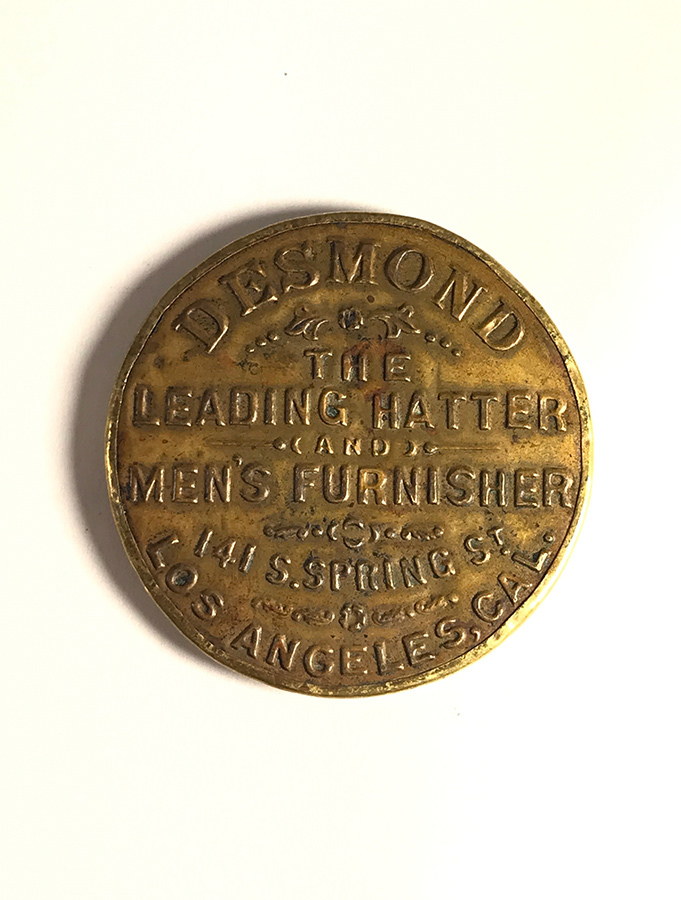 DESMOND
THE
LEADING HATTER
(AND)
MEN'S FURNISHER
141 S. SPRING ST.
LOS ANGELES, CAL.